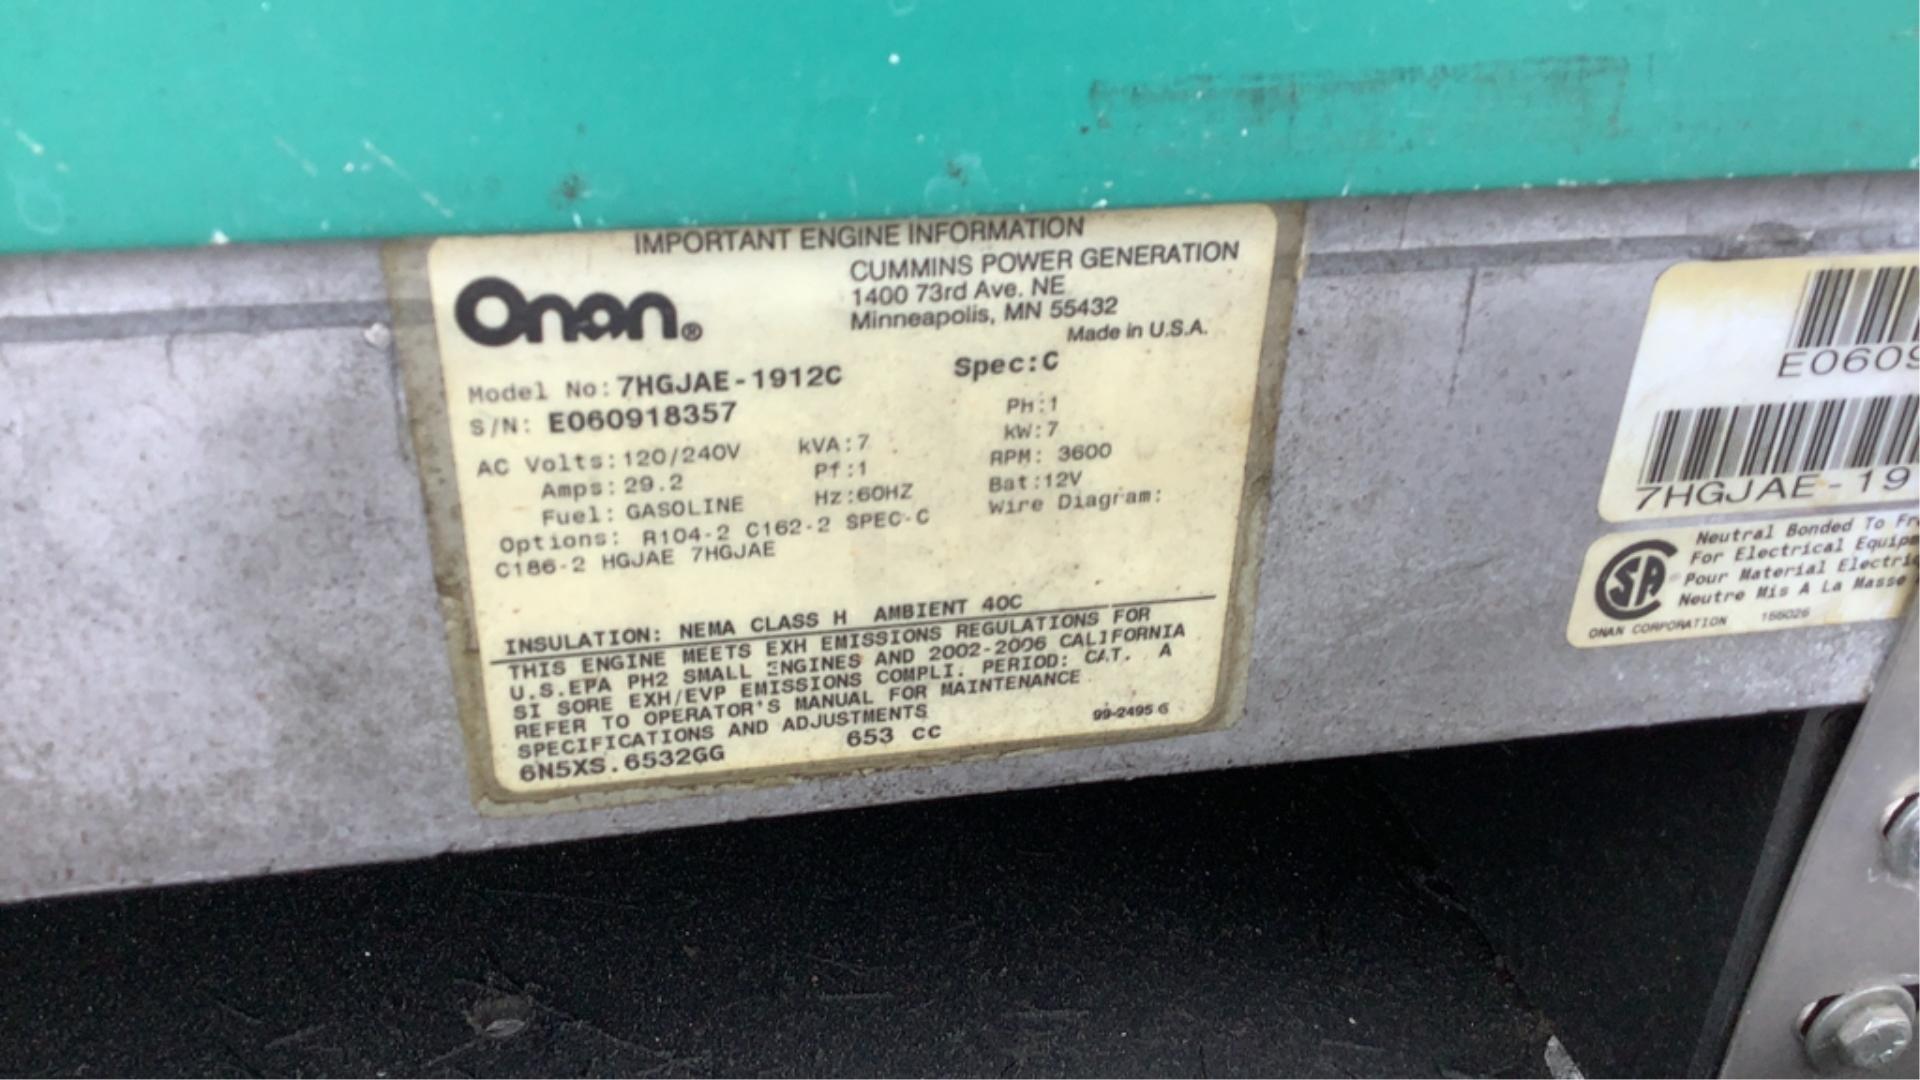 IMPORTANT ENGINE INFORMATION
Onan®
CUMMINS POWER GENERATION
1400 73rd Ave. NE
Minneapolis, MN 55432
Made in U.S.A.
Model No: 7HGJAE-1912C Spec:C
S/N: E060918357 PH:1
AC Volts:120/240V kVA:7 kW:7
Amps:29.2 Pf:1 RPM: 3600
Fuel: GASOLINE Hz:60HZ Bat:12V
Options: R104-2 C162-2 SPEC-C Wire Diagram:
C186-2 HGJAE 7HGJAE
INSULATION: NEMA CLASS H AMBIENT 40C
THIS ENGINE MEETS EXH EMISSIONS REGULATIONS FOR
U.S.EPA PH2 SMALL ENGINES AND 2002-2006 CALIFORNIA
SI SORE EXH/EVP EMISSIONS COMPLI. PERIOD: CAT. A
REFER TO OPERATOR'S MANUAL FOR MAINTENANCE
SPECIFICATIONS AND ADJUSTMENTS 99-2495 G
6N5XS.6532GG 653 CC
E0609
7HGJAE-19
Neutral Bonded To Fr
For Electrical Equip
Pour Material Electri
Neutre Mis A La Masse
ONAN CORPORATION